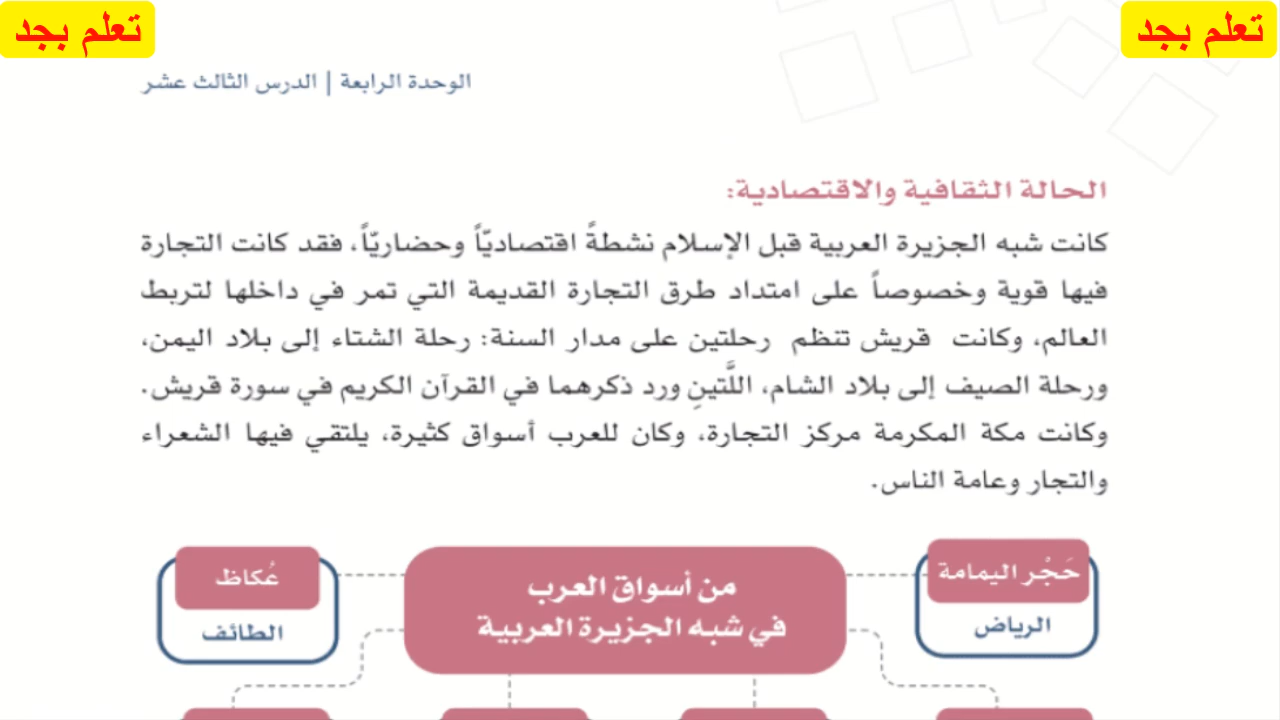 تعلم بجد
تعلم بجد
الوحدة الرابعة | الدرس الثالث عشر
الحالة الثقافية والاقتصادية:
كانت شبه الجزيرة العربية قبل الإسلام نشطةً اقتصاديّاً وحضاريّاً، فقد كانت التجارة
فيها قوية وخصوصاً على امتداد طرق التجارة القديمة التي تمر في داخلها لتربط
العالم، وكانت قريش تنظم رحلتين على مدار السنة: رحلة الشتاء إلى بلاد اليمن،
ورحلة الصيف إلى بلاد الشام، اللَّتينِ ورد ذكرهما في القرآن الكريم في سورة قريش.
وكانت مكة المكرمة مركز التجارة، وكان للعرب أسواق كثيرة، يلتقي فيها الشعراء
والتجار وعامة الناس.
حَجْر اليمامة
الرياض
من أسواق العرب
في شبه الجزيرة العربية
عُكاظ
الطائف